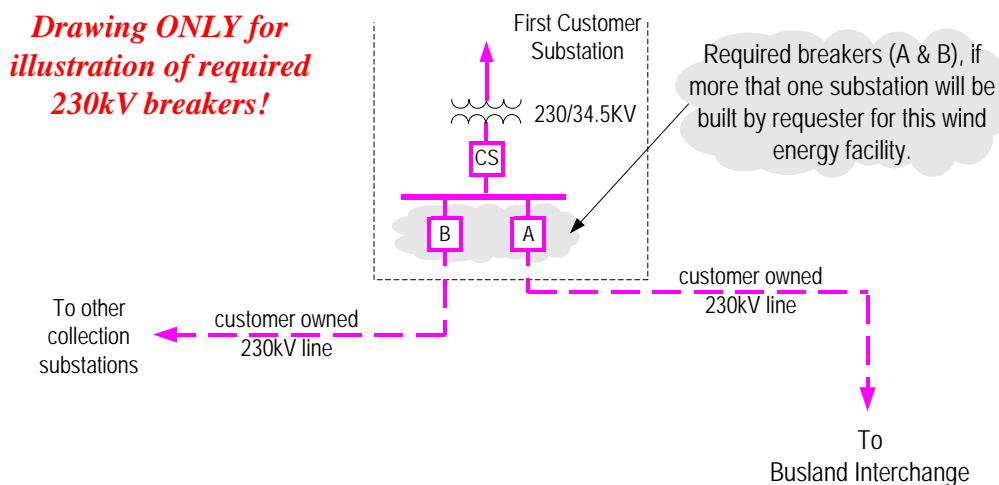 Drawing ONLY for
illustration of required
230kV breakers!
First Customer
Substation
230/34.5KV
CS
B
A
Required breakers (A & B), if
more that one substation will be
built by requester for this wind
energy facility.
customer owned
230kV line
To other
collection
substations
customer owned
230kV line
To
Busland Interchange